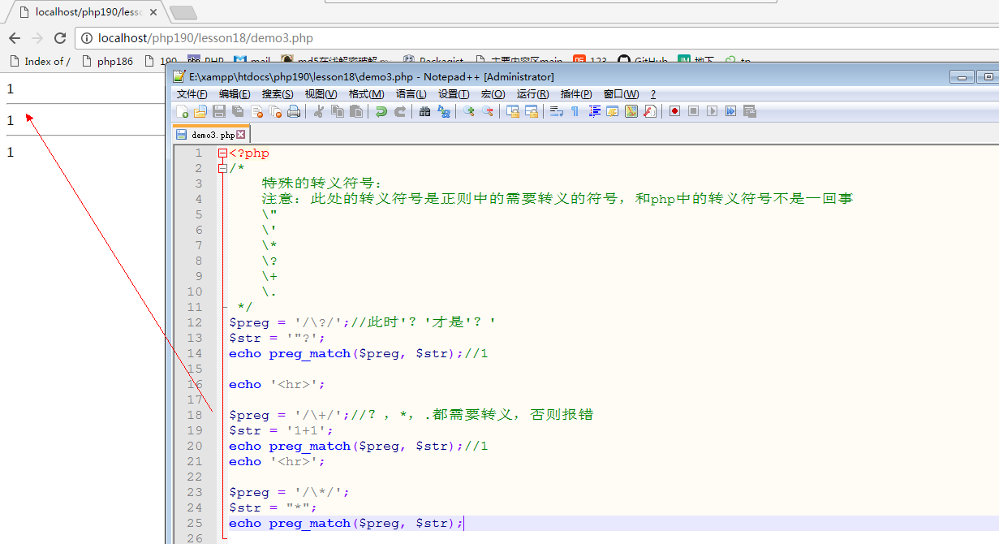 localhost/php190/less
localhost/php190/lesson18/demo3.php
Index of / php186 190 PHP mail md5在线解密破解,m Packagist 主要内容区main 123 GitHub 地下 tp
E:\xampp\htdocs\php190\lesson18\demo3.php - Notepad++ [Administrator]
文件(F) 编辑(E) 搜索(S) 视图(V) 格式(M) 语言(L) 设置(T) 宏(O) 运行(R) 插件(P) 窗口(W) ?
demo3.php
1
1
1
1 <?php
2 /*
3 特殊的转义符号:
4 注意: 此处的转义符号是正则中的需要转义的符号, 和php中的转义符号不是一回事
5 \"
6 \'
7 \*
8 \?
9 \+
10 \.
11 */
12 $preg = '/\?/';//此时'? '才是'? '
13 $str = '"?';
14 echo preg_match($preg, $str);//1
15
16 echo '<hr>';
17
18 $preg = '/\+/';//? , *, .都需要转义, 否则报错
19 $str = '1+1';
20 echo preg_match($preg, $str);//1
21 echo '<hr>';
22
23 $preg = '/\*/';
24 $str = "*";
25 echo preg_match($preg, $str);
26